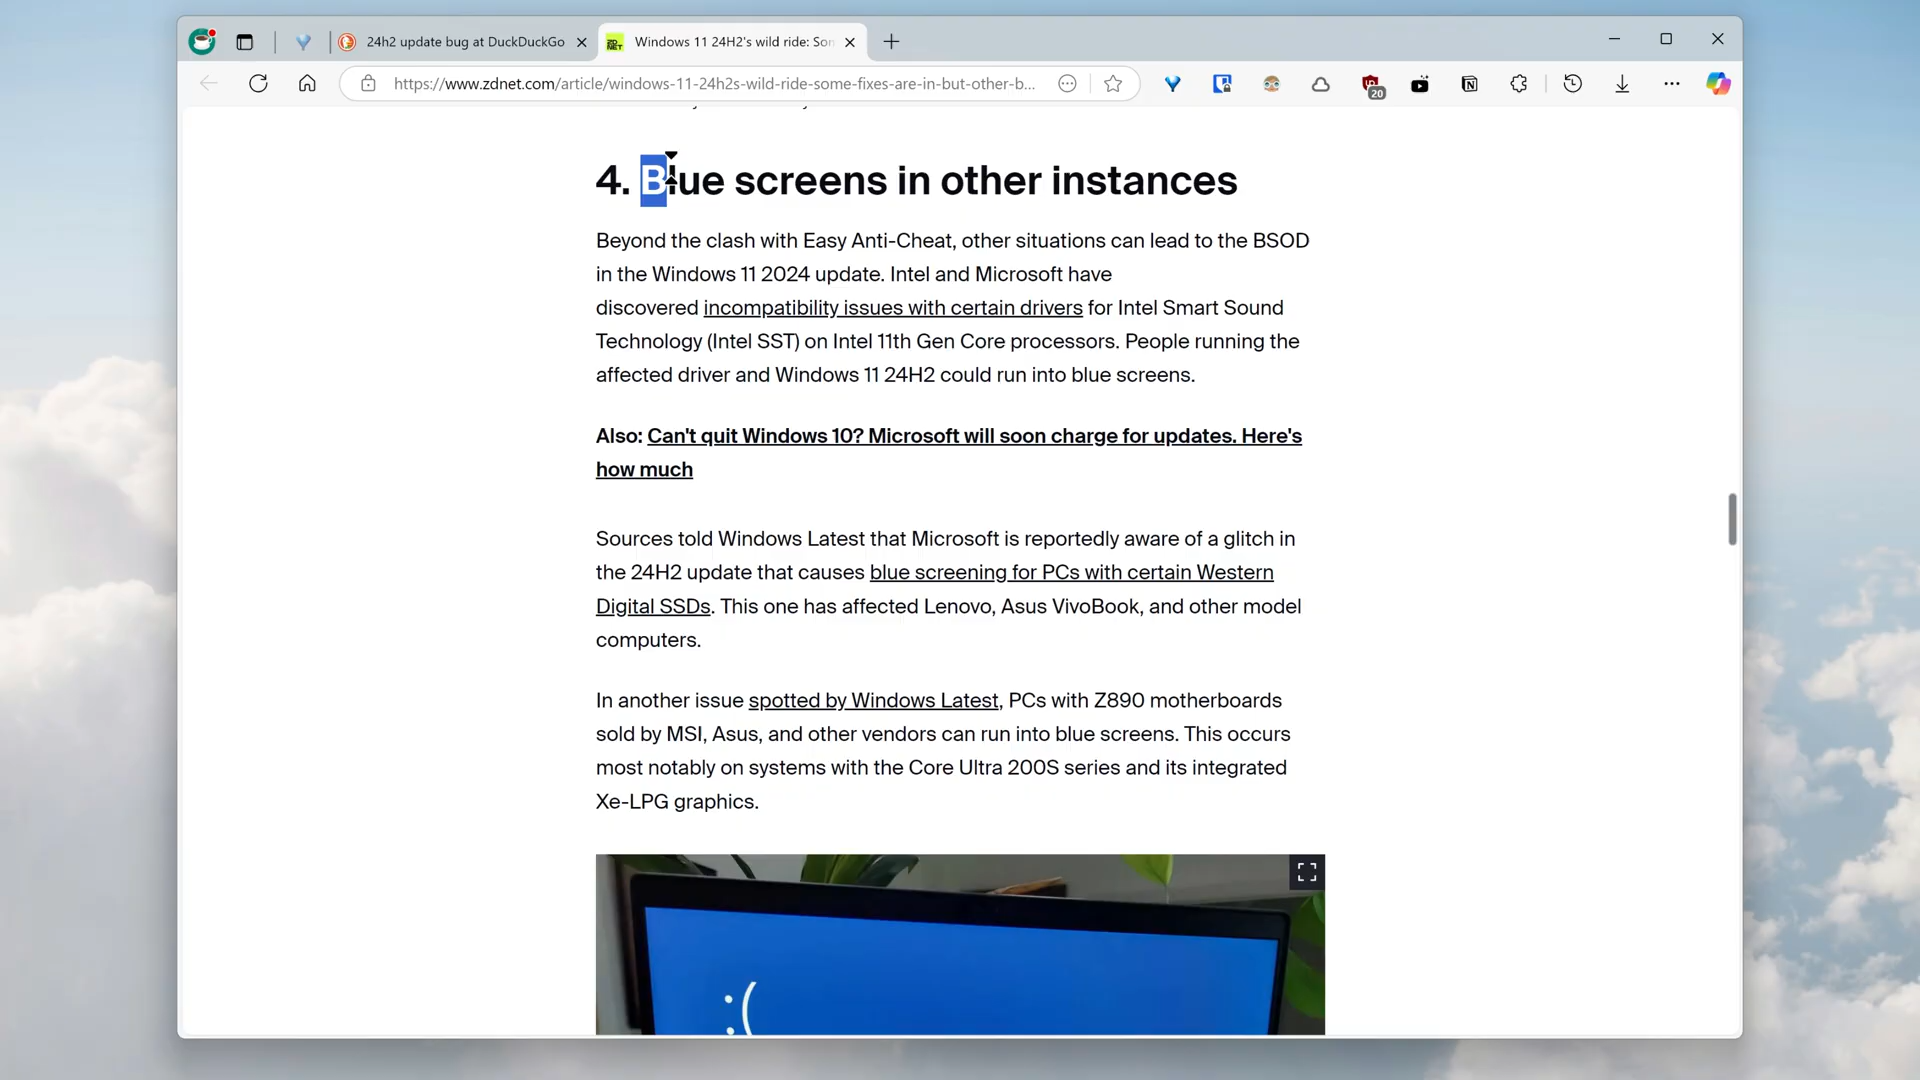 24h2 update bug at DuckDuckGo
ZD NET
Windows 11 24H2's wild ride: Son
https://www.zdnet.com/article/windows-11-24h2s-wild-ride-some-fixes-are-in-but-other-b...
20
4. Blue screens in other instances
Beyond the clash with Easy Anti-Cheat, other situations can lead to the BSOD
in the Windows 11 2024 update. Intel and Microsoft have
discovered incompatibility issues with certain drivers for Intel Smart Sound
Technology (Intel SST) on Intel 11th Gen Core processors. People running the
affected driver and Windows 11 24H2 could run into blue screens.
Also: Can't quit Windows 10? Microsoft will soon charge for updates. Here's
how much
Sources told Windows Latest that Microsoft is reportedly aware of a glitch in
the 24H2 update that causes blue screening for PCs with certain Western
Digital SSDs. This one has affected Lenovo, Asus VivoBook, and other model
computers.
In another issue spotted by Windows Latest, PCs with Z890 motherboards
sold by MSI, Asus, and other vendors can run into blue screens. This occurs
most notably on systems with the Core Ultra 200S series and its integrated
Xe-LPG graphics.
:(